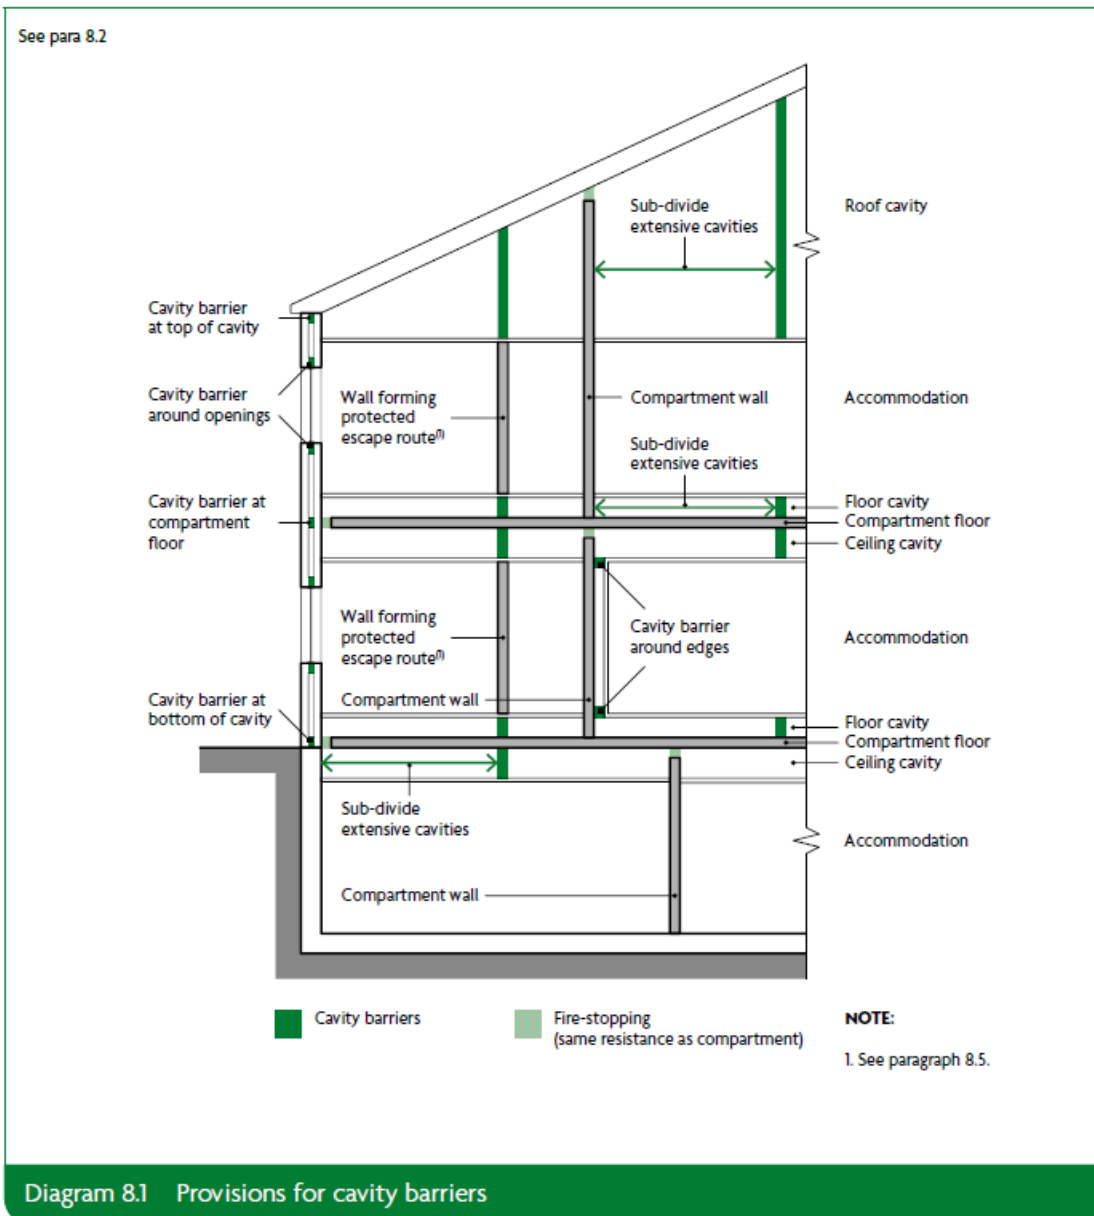 See para 8.2
Sub-divide
extensive cavities
Roof cavity
Cavity barrier
at top of cavity
Cavity barrier
around openings
Wall forming
protected
escape route(1)
Compartment wall
Accommodation
Sub-divide
extensive cavities
Cavity barrier at
compartment
floor
Floor cavity
Compartment floor
Ceiling cavity
Wall forming
protected
escape route(1)
Cavity barrier
around edges
Accommodation
Cavity barrier at
bottom of cavity
Compartment wall
Floor cavity
Compartment floor
Ceiling cavity
Sub-divide
extensive cavities
Accommodation
Compartment wall
Cavity barriers
Fire-stopping
(same resistance as compartment)
NOTE:
1. See paragraph 8.5.
Diagram 8.1 Provisions for cavity barriers